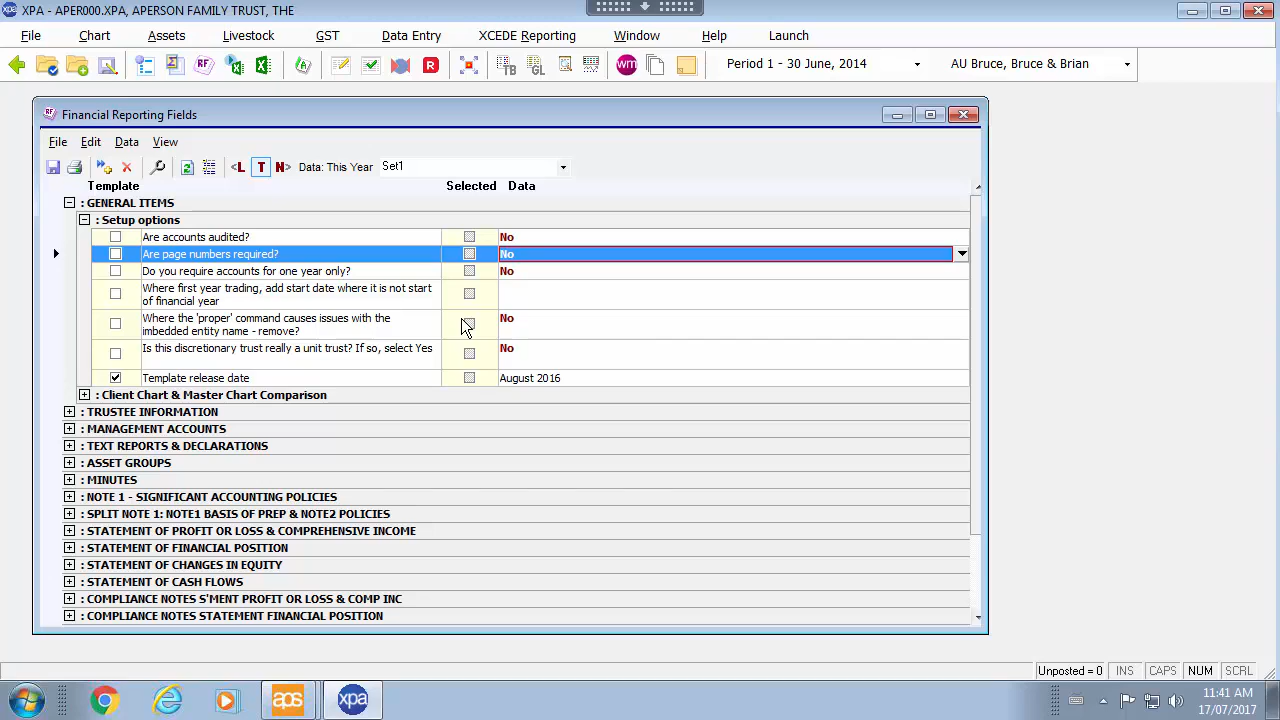 XPA - APER000.XPA, APERSON FAMILY TRUST, THE
File Chart Assets Livestock GST Data Entry XCEDE Reporting Window Help Launch
RF R TB GL wm Period 1 - 30 June, 2014 AU Bruce, Bruce & Brian
RF Financial Reporting Fields
File Edit Data View
<L T N> Data: This Year Set1
Template Selected Data
: GENERAL ITEMS
: Setup options
Are accounts audited? No
Are page numbers required? No
Do you require accounts for one year only? No
Where first year trading, add start date where it is not start
of financial year
Where the 'proper' command causes issues with the No
imbedded entity name - remove?
Is this discretionary trust really a unit trust? If so, select Yes No
Template release date August 2016
: Client Chart & Master Chart Comparison
: TRUSTEE INFORMATION
: MANAGEMENT ACCOUNTS
: TEXT REPORTS & DECLARATIONS
: ASSET GROUPS
: MINUTES
: NOTE 1 - SIGNIFICANT ACCOUNTING POLICIES
: SPLIT NOTE 1: NOTE1 BASIS OF PREP & NOTE2 POLICIES
: STATEMENT OF PROFIT OR LOSS & COMPREHENSIVE INCOME
: STATEMENT OF FINANCIAL POSITION
: STATEMENT OF CHANGES IN EQUITY
: STATEMENT OF CASH FLOWS
: COMPLIANCE NOTES S'MENT PROFIT OR LOSS & COMP INC
: COMPLIANCE NOTES STATEMENT FINANCIAL POSITION
Unposted = 0 INS CAPS NUM SCRL
aps xpa 11:41 AM
17/07/2017